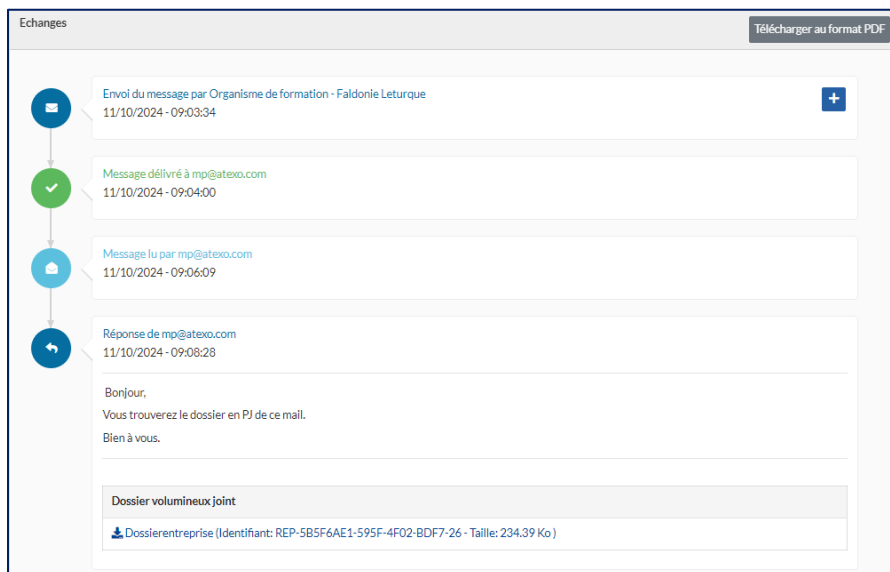 Echanges
Télécharger au format PDF
Envoi du message par Organisme de formation - Faldonie Leturque
11/10/2024 - 09:03:34
Message délivré à mp@atexo.com
11/10/2024 - 09:04:00
Message lu par mp@atexo.com
11/10/2024 - 09:06:09
Réponse de mp@atexo.com
11/10/2024 - 09:08:28
Bonjour,
Vous trouverez le dossier en PJ de ce mail.
Bien à vous.
Dossier volumineux joint
Dossierentreprise (Identifiant: REP-5B5F6AE1-595F-4F02-BDF7-26 - Taille: 234.39 Ko )